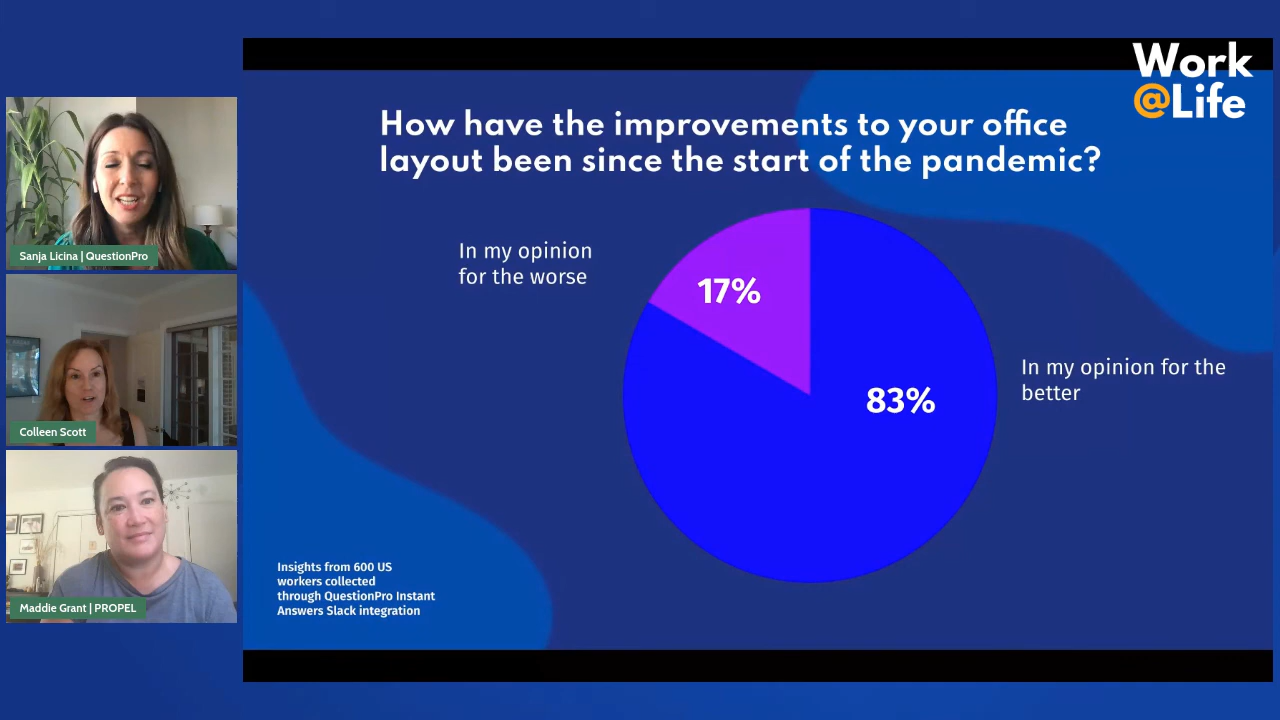 Work
@Life
How have the improvements to your office
layout been since the start of the pandemic?
In my opinion
for the worse
17%
83%
In my opinion for the
better
Insights from 600 US
workers collected
through QuestionPro Instant
Answers Slack integration
Sanja Licina | QuestionPro
Colleen Scott
Maddie Grant | PROPEL